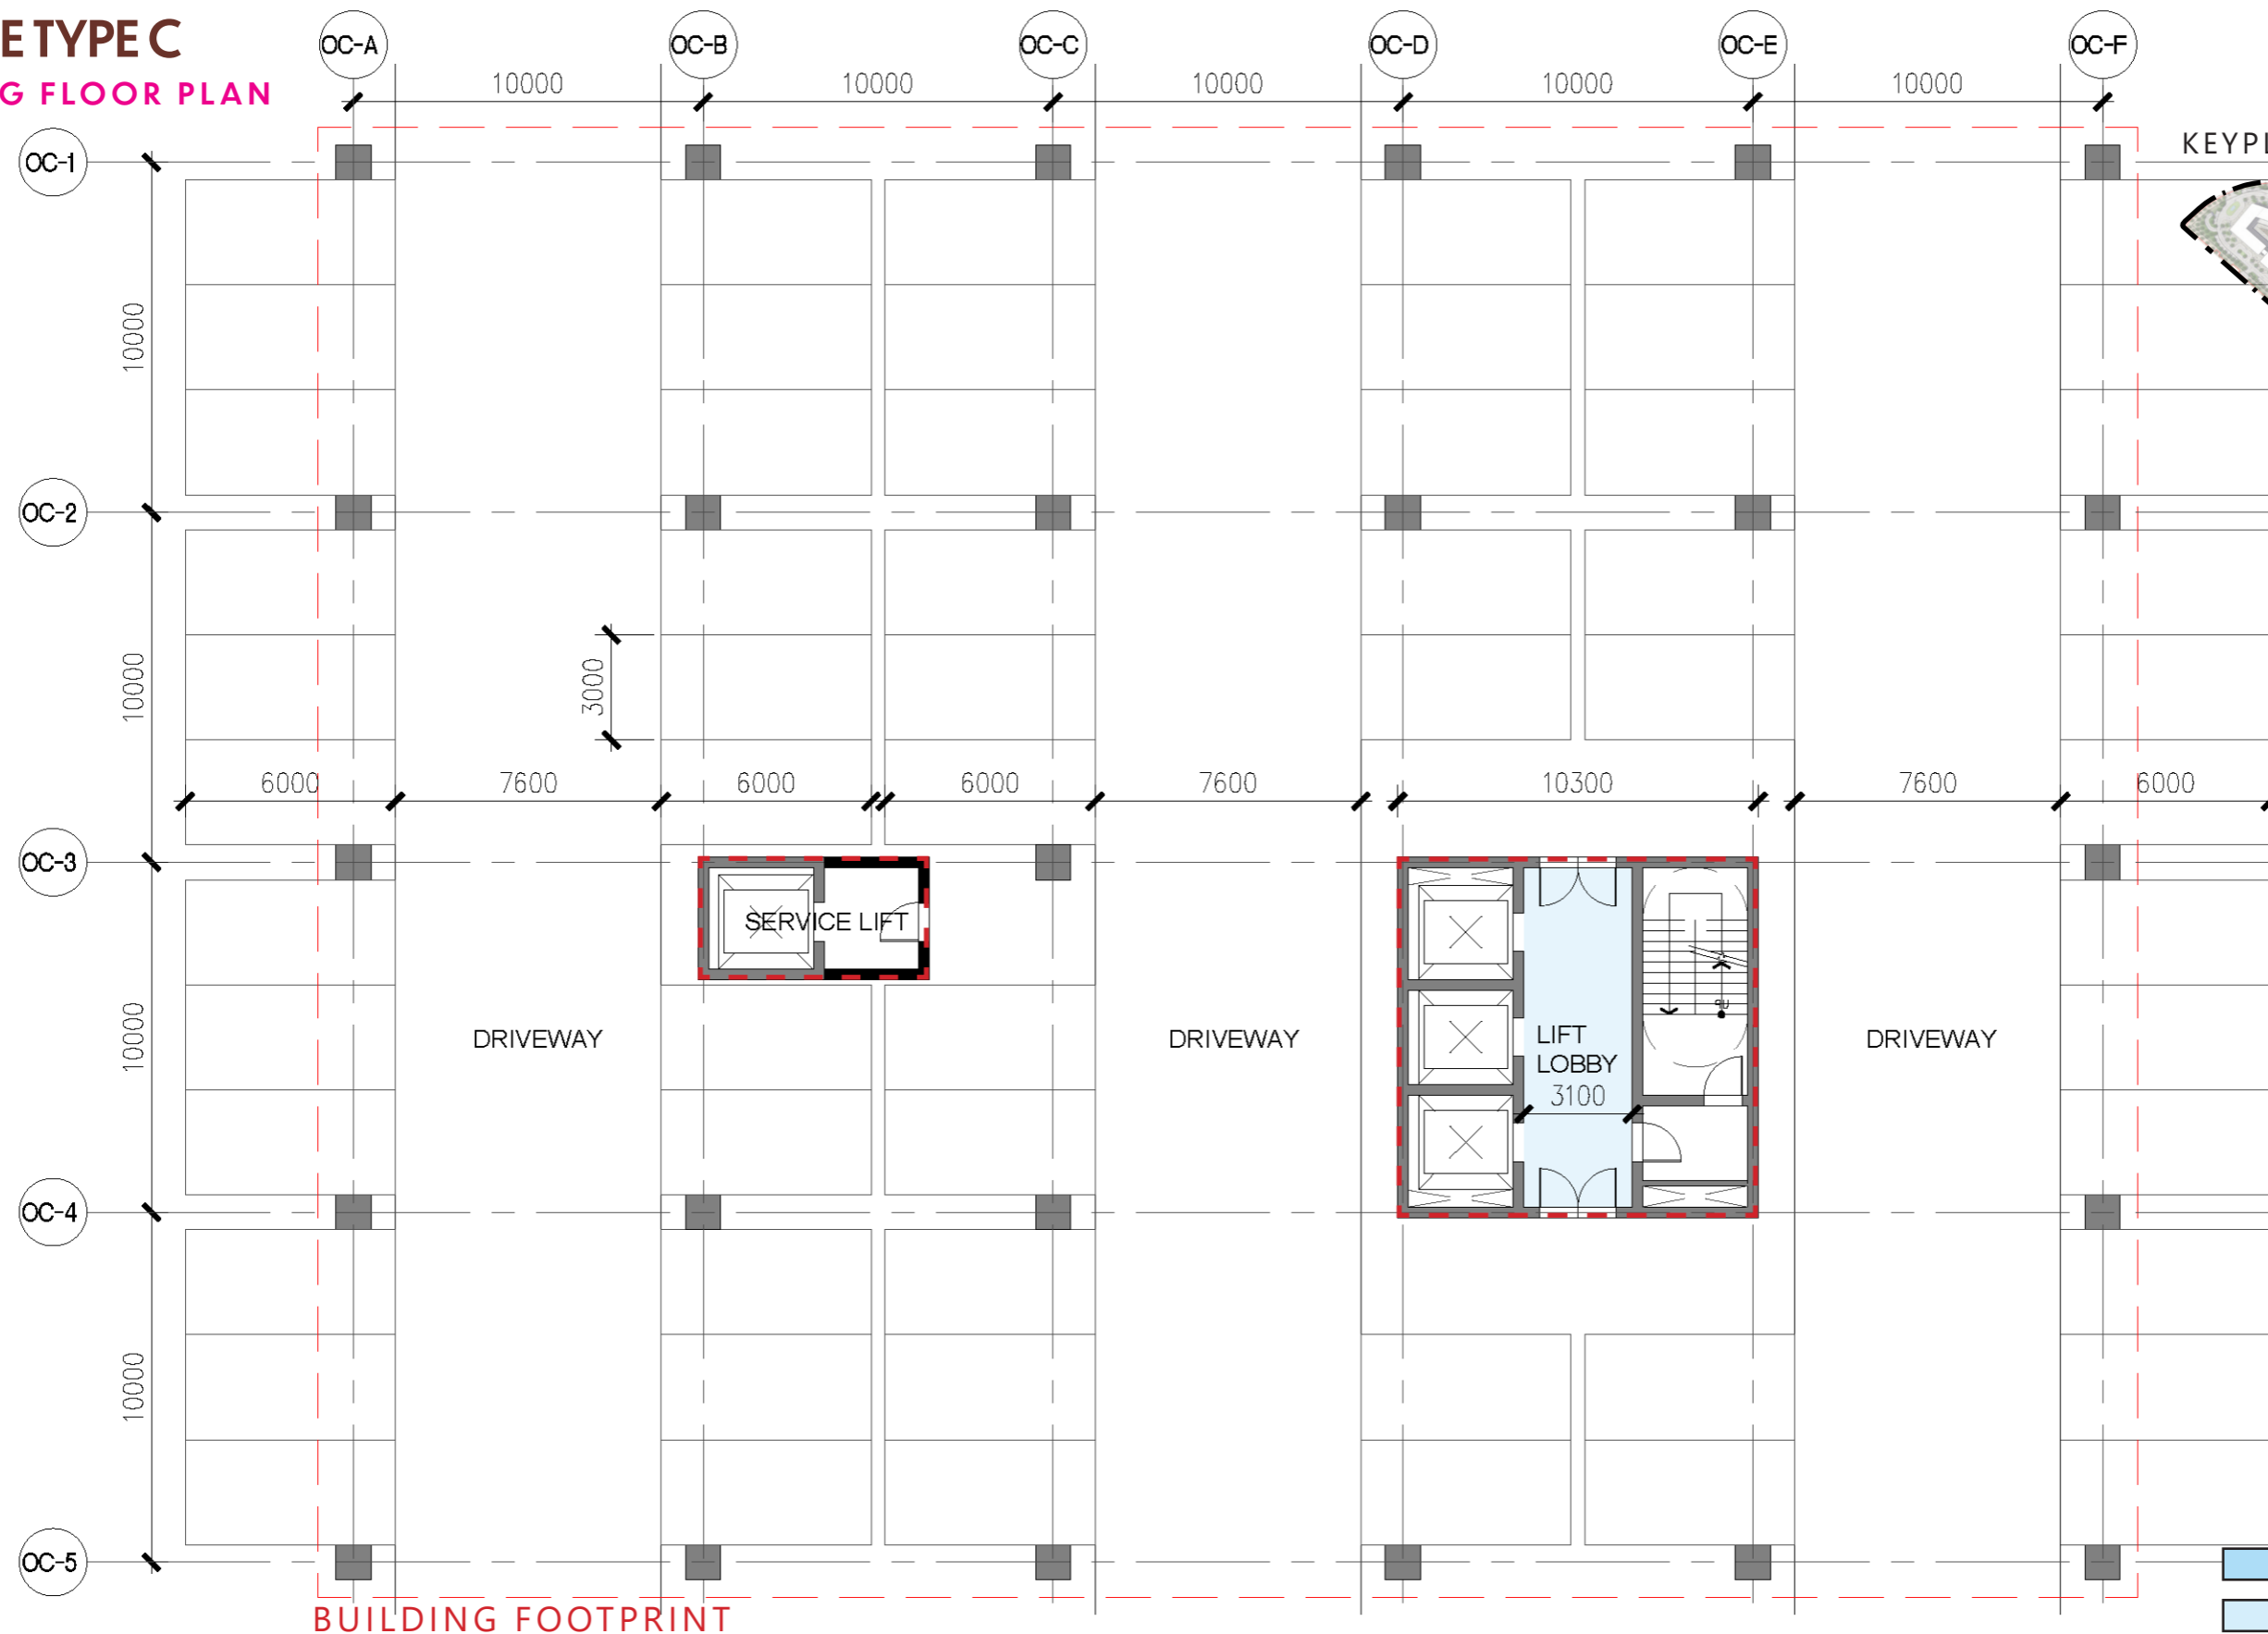 E TYPE C
G FLOOR PLAN
OC-A
OC-B
OC-C
OC-D
OC-E
OC-F
10000
10000
10000
10000
10000
OC-1
KEYPL
10000
OC-2
10000
3000
6000
7600
6000
6000
7600
10300
7600
6000
OC-3
SERVICE LIFT
UP
10000
DRIVEWAY
DRIVEWAY
LIFT
LOBBY
DRIVEWAY
3100
OC-4
10000
OC-5
BUILDING FOOTPRINT